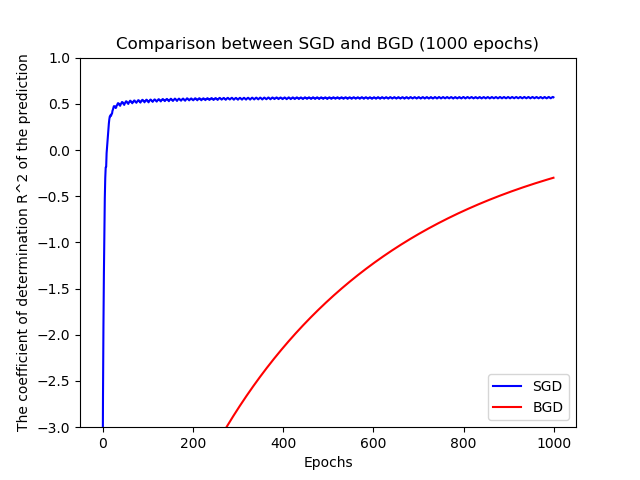 Comparison between SGD and BGD (1000 epochs)
The coefficient of determination R^2 of the prediction
1.0
0.5
0.0
−0.5
−1.0
−1.5
−2.0
−2.5
−3.0
SGD
BGD
0 200 400 600 800 1000
Epochs